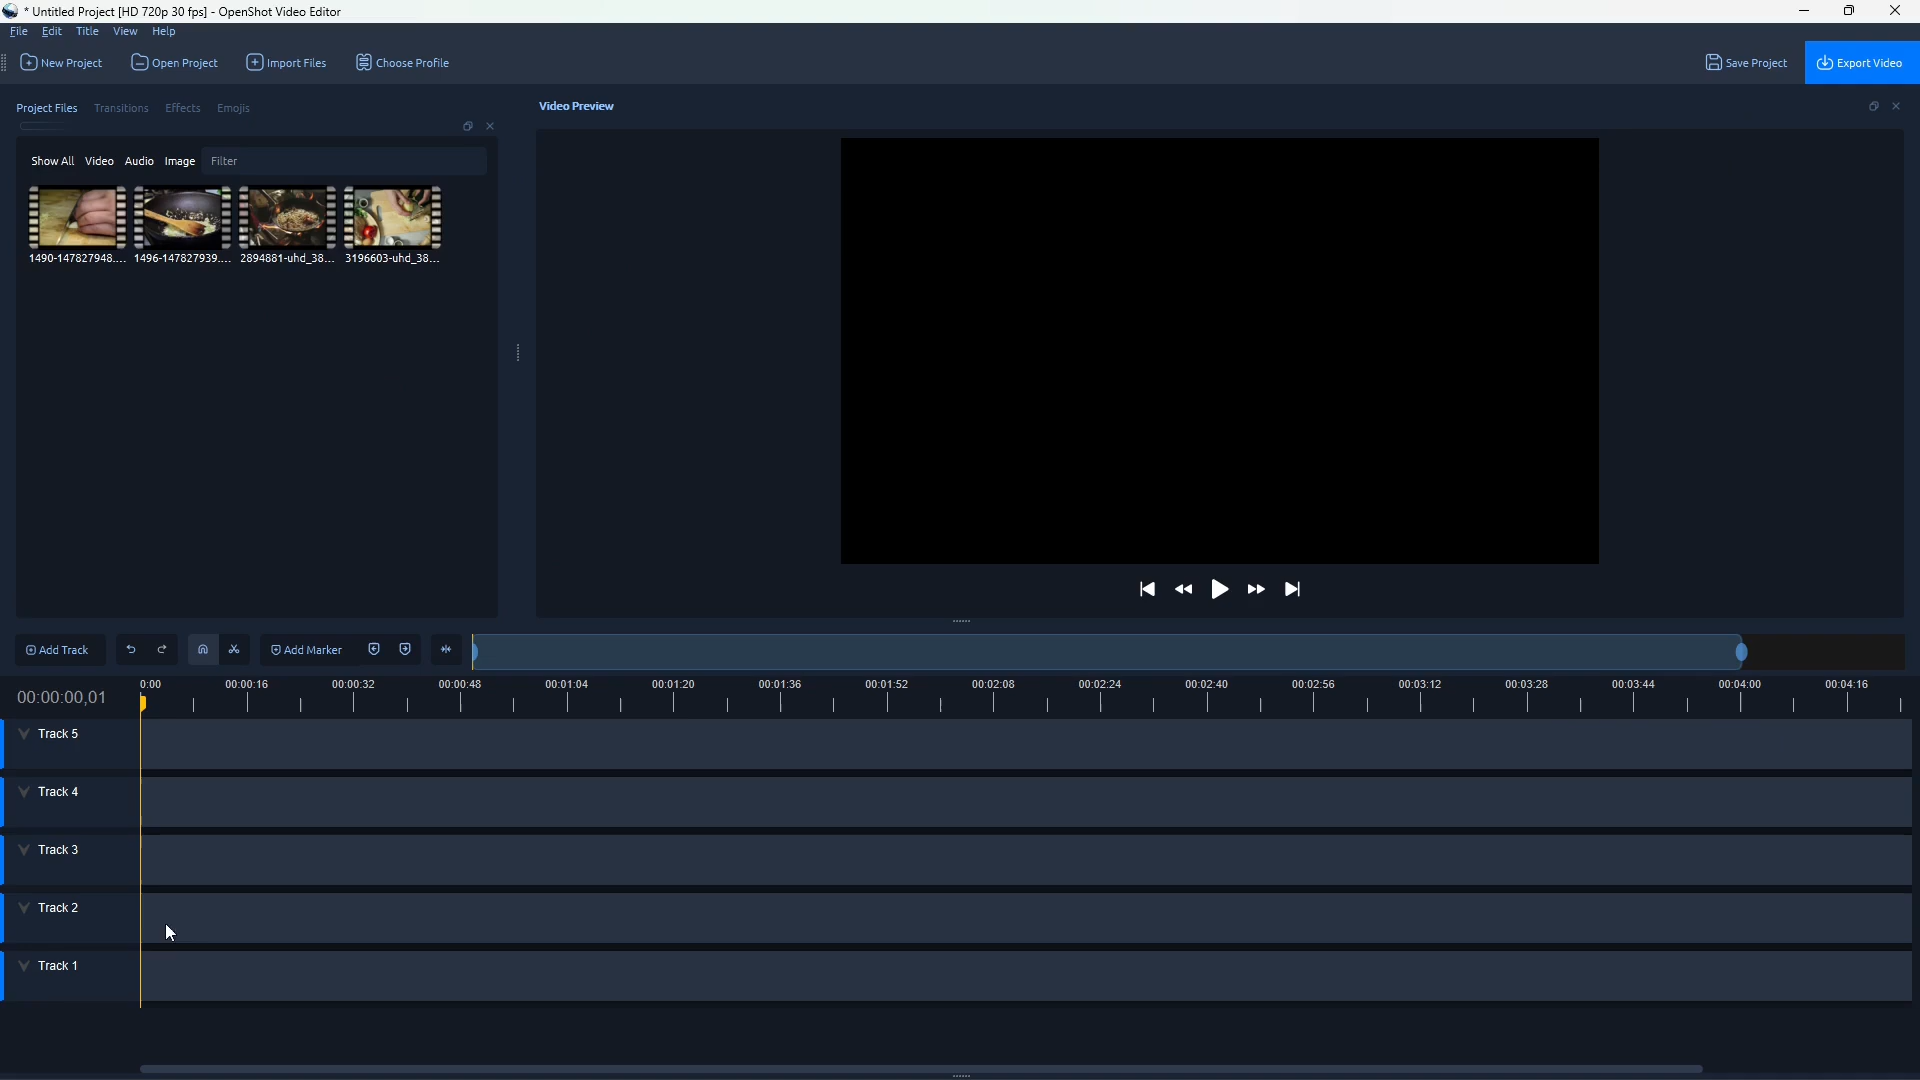 * Untitled Project [HD 720p 30 fps] - OpenShot Video Editor
File Edit Title View Help
New Project Open Project Import Files Choose Profile Save Project Export Video
Project Files Transitions Effects Emojis
Video Preview
Show All Video Audio Image Filter
1490-147827948.... 1496-147827939.... 2894881-uhd_38... 3196603-uhd_38...
Add Track Add Marker
00:00:00,01
0:00 00:00:16 00:00:32 00:00:48 00:01:04 00:01:20 00:01:36 00:01:52 00:02:08 00:02:24 00:02:40 00:02:56 00:03:12 00:03:28 00:03:44 00:04:00 00:04:16
Track 5
Track 4
Track 3
Track 2
Track 1